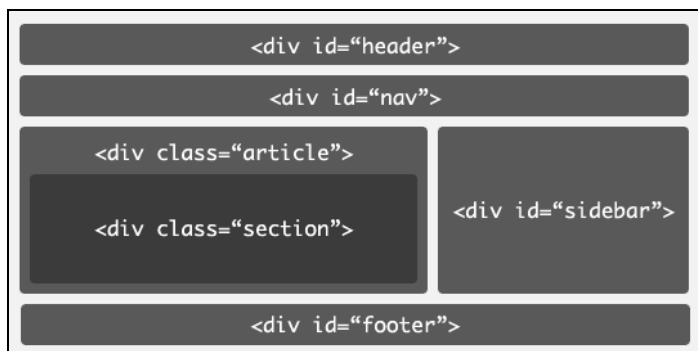 <div id=“header”>
<div id=“nav”>
<div class=“article”>
<div class=“section”>
<div id=“sidebar”>
<div id=“footer”>